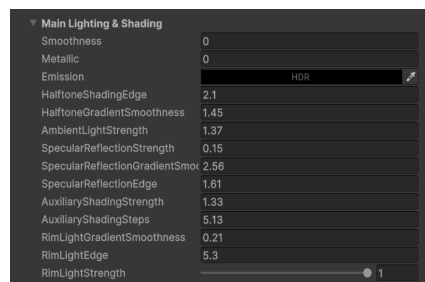 Main Lighting & Shading
Smoothness 0
Metallic 0
Emission HDR
HalftoneShadingEdge 2.1
HalftoneGradientSmoothness 1.45
AmbientLightStrength 1.37
SpecularReflectionStrength 0.15
SpecularReflectionGradientSmoo 2.56
SpecularReflectionEdge 1.61
AuxiliaryShadingStrength 1.33
AuxiliaryShadingSteps 5.13
RimLightGradientSmoothness 0.21
RimLightEdge 5.3
RimLightStrength 1